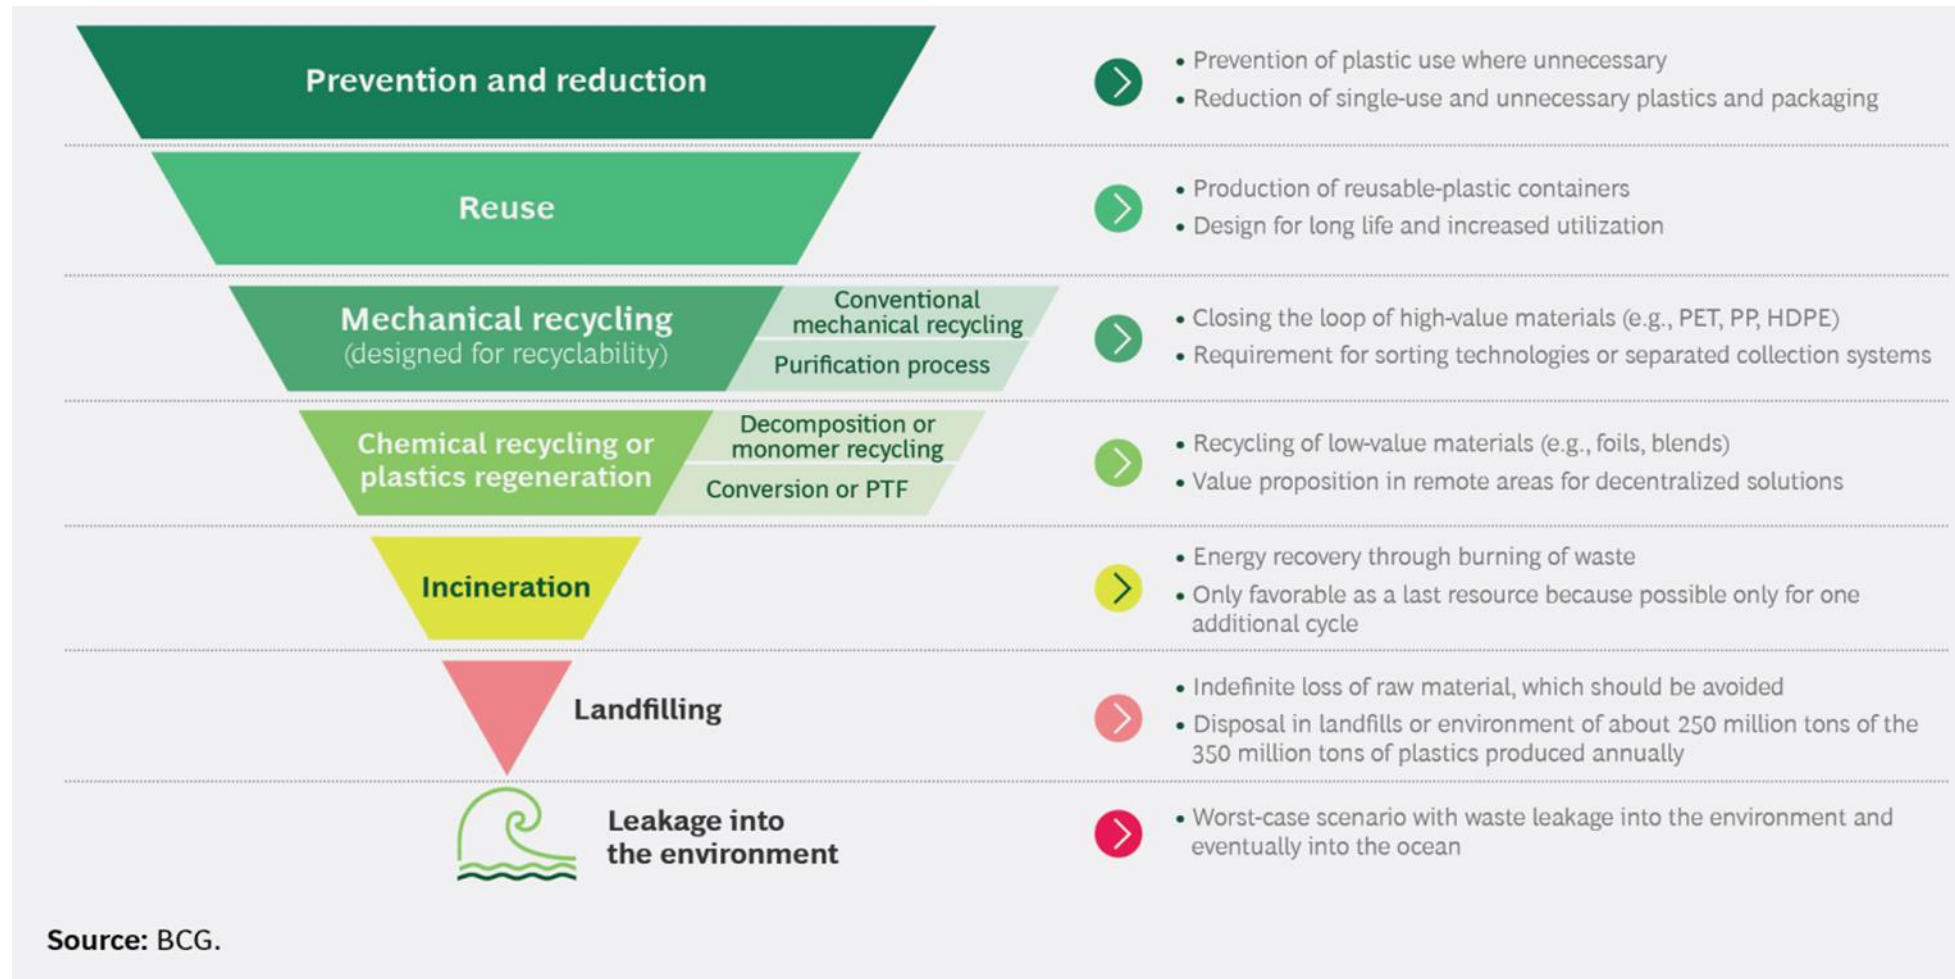 Prevention and reduction
• Prevention of plastic use where unnecessary
• Reduction of single-use and unnecessary plastics and packaging
Reuse
• Production of reusable-plastic containers
• Design for long life and increased utilization
Mechanical recycling
(designed for recyclability)
Conventional
mechanical recycling
Purification process
• Closing the loop of high-value materials (e.g., PET, PP, HDPE)
• Requirement for sorting technologies or separated collection systems
Chemical recycling or
plastics regeneration
Decomposition or
monomer recycling
Conversion or PTF
• Recycling of low-value materials (e.g., foils, blends)
• Value proposition in remote areas for decentralized solutions
Incineration
• Energy recovery through burning of waste
• Only favorable as a last resource because possible only for one
additional cycle
Landfilling
• Indefinite loss of raw material, which should be avoided
• Disposal in landfills or environment of about 250 million tons of the
350 million tons of plastics produced annually
Leakage into
the environment
• Worst-case scenario with waste leakage into the environment and
eventually into the ocean
Source: BCG.